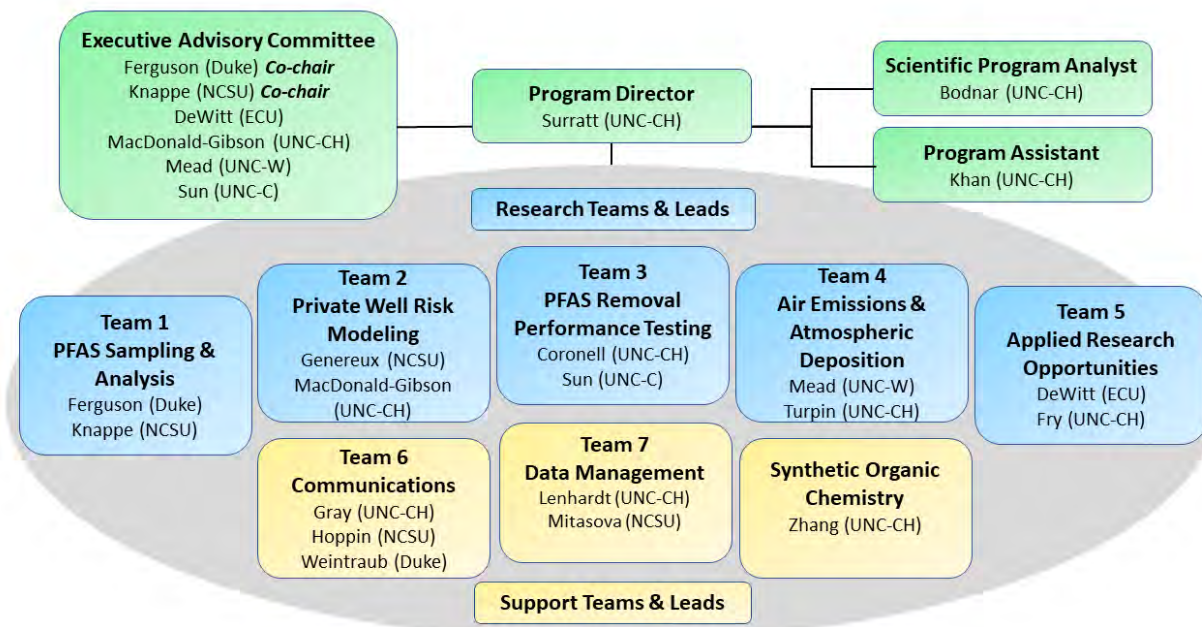 Executive Advisory Committee
Ferguson (Duke) Co-chair
Knappe (NCSU) Co-chair
DeWitt (ECU)
MacDonald-Gibson (UNC-CH)
Mead (UNC-W)
Sun (UNC-C)
Program Director
Surratt (UNC-CH)
Scientific Program Analyst
Bodnar (UNC-CH)
Program Assistant
Khan (UNC-CH)
Research Teams & Leads
Team 1
PFAS Sampling &
Analysis
Ferguson (Duke)
Knappe (NCSU)
Team 2
Private Well Risk
Modeling
Genereux (NCSU)
MacDonald-Gibson
(UNC-CH)
Team 3
PFAS Removal
Performance Testing
Coronell (UNC-CH)
Sun (UNC-C)
Team 4
Air Emissions &
Atmospheric
Deposition
Mead (UNC-W)
Turpin (UNC-CH)
Team 5
Applied Research
Opportunities
DeWitt (ECU)
Fry (UNC-CH)
Team 6
Communications
Gray (UNC-CH)
Hoppin (NCSU)
Weintraub (Duke)
Team 7
Data Management
Lenhardt (UNC-CH)
Mitasova (NCSU)
Synthetic Organic
Chemistry
Zhang (UNC-CH)
Support Teams & Leads